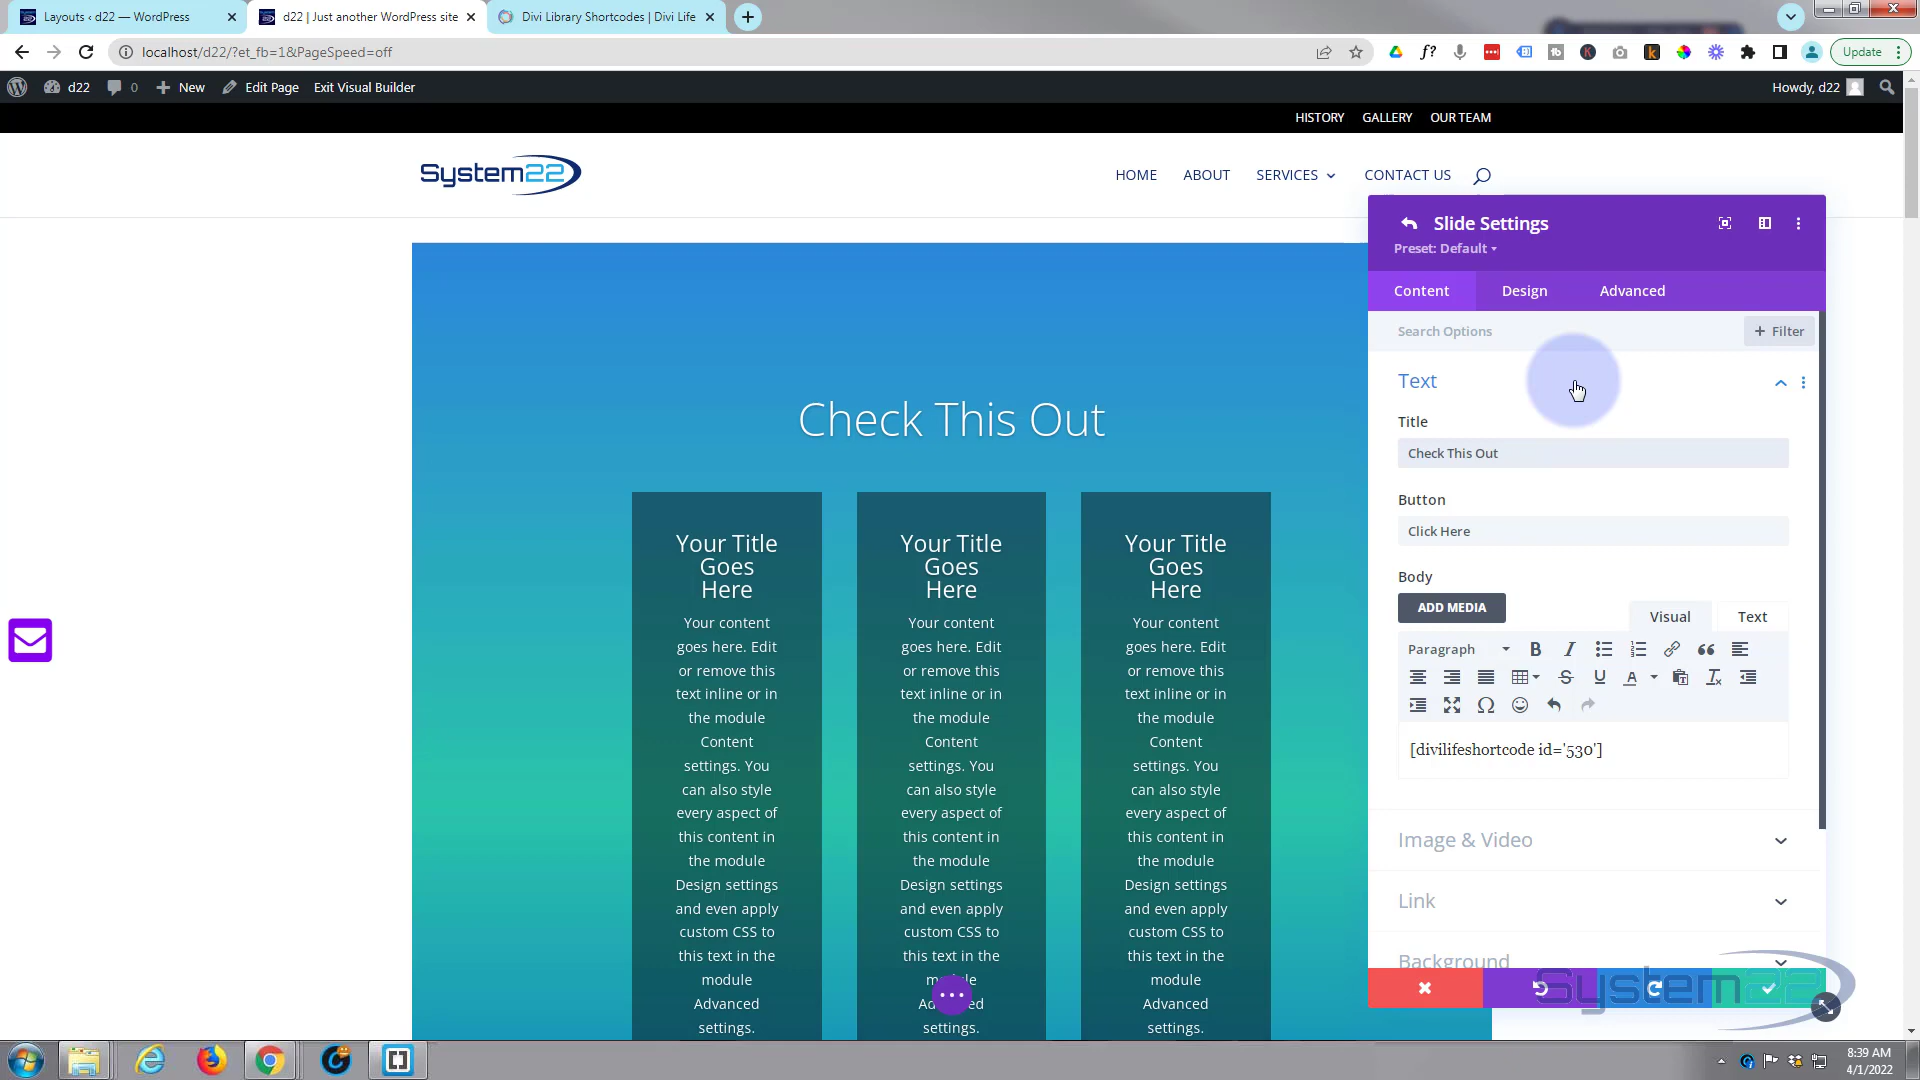 Layouts ‹ d22 — WordPress
d22 | Just another WordPress site
Divi Library Shortcodes | Divi Life
localhost/d22/?et_fb=1&PageSpeed=off
Update
d22
0
New
Edit Page
Exit Visual Builder
Howdy, d22
HISTORY
GALLERY
OUR TEAM
System22
HOME
ABOUT
SERVICES
CONTACT US
Slide Settings
Preset: Default
Content
Design
Advanced
Search Options
+ Filter
Text
Title
Check This Out
Button
Click Here
Body
ADD MEDIA
Visual
Text
Paragraph
[divilifeshortcode id='530']
Image & Video
Link
Background
Check This Out
Your Title
Goes
Here
Your content
goes here. Edit
or remove this
text inline or in
the module
Content
settings. You
can also style
every aspect of
this content in
the module
Design settings
and even apply
custom CSS to
this text in the
module
Advanced
settings.
Your Title
Goes
Here
Your content
goes here. Edit
or remove this
text inline or in
the module
Content
settings. You
can also style
every aspect of
this content in
the module
Design settings
and even apply
custom CSS to
this text in the
settings.
Your Title
Goes
Here
Your content
goes here. Edit
or remove this
text inline or in
the module
Content
settings. You
can also style
every aspect of
this content in
the module
Design settings
and even apply
custom CSS to
this text in the
module
Advanced
settings.
System22
8:39 AM
4/1/2022